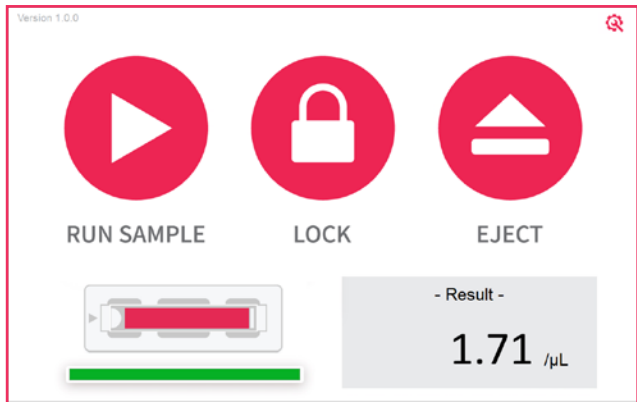 Version 1.0.0
RUN SAMPLE
LOCK
EJECT
- Result -
1.71 /µL